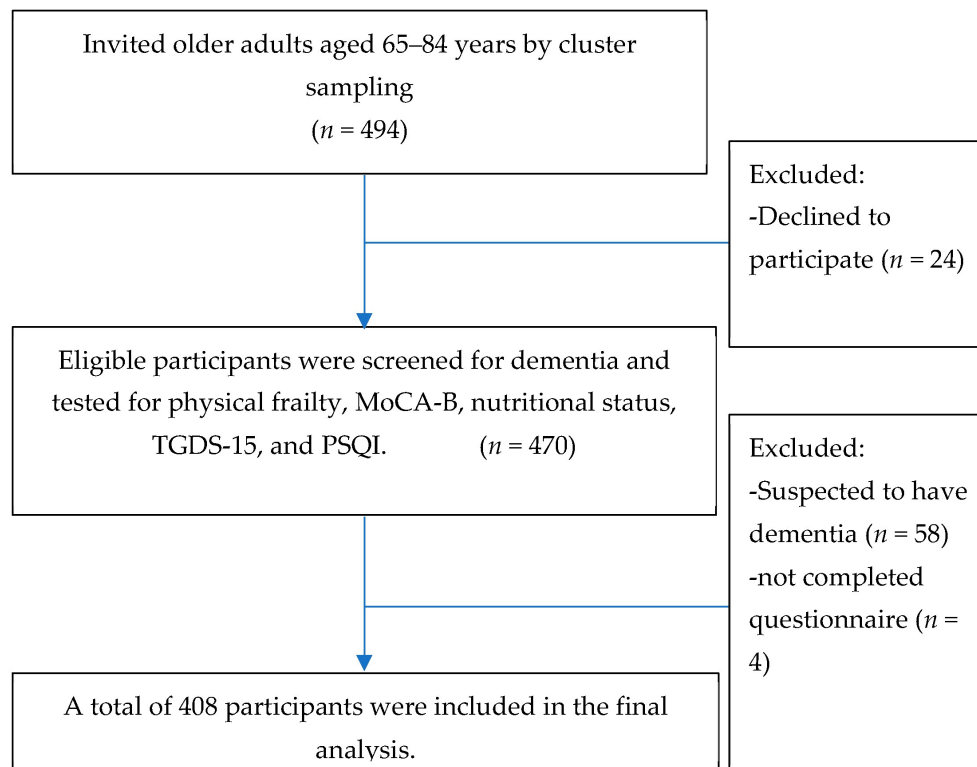 Invited older adults aged 65–84 years by cluster
sampling
(n = 494)
Excluded:
-Declined to
participate (n = 24)
Eligible participants were screened for dementia and
tested for physical frailty, MoCA-B, nutritional status,
TGDS-15, and PSQI. (n = 470)
Excluded:
-Suspected to have
dementia (n = 58)
-not completed
questionnaire (n =
4)
A total of 408 participants were included in the final
analysis.